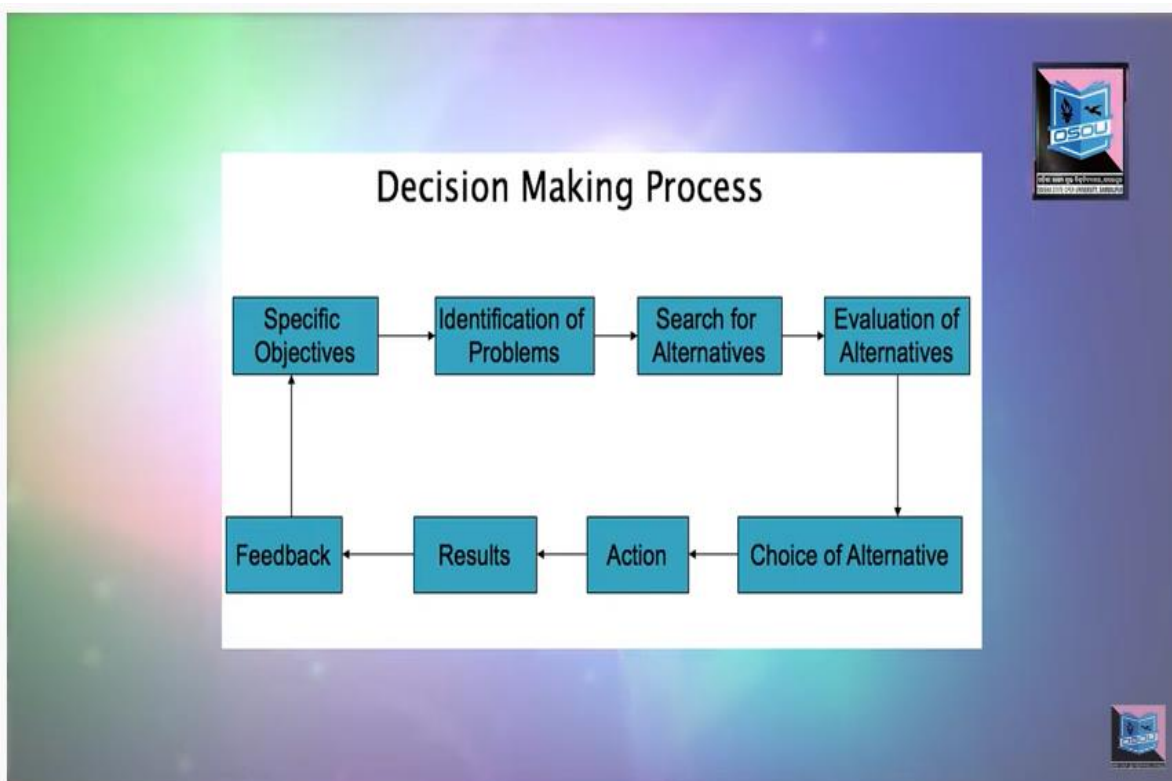 Decision Making Process
OSOU
Specific
Objectives
Identification of
Problems
Search for
Alternatives
Evaluation of
Alternatives
Feedback
Results
Action
Choice of Alternative
OSOU